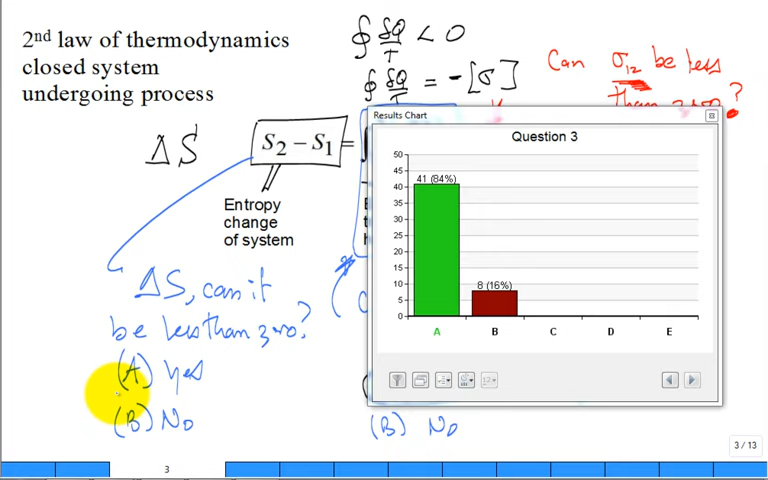 2nd law of thermodynamics
closed system
undergoing process
∮ δQ/T < 0
∮ δQ/T = -[σ]
Can σ12 be less
than zero?
ΔS
S2 – S1 =
Entropy
change
of system
ΔS, can it
be less than zero?
(A) Yes
(B) No
(B) No
Results Chart
Question 3
50
45
40
35
30
25
20
15
10
5
0
41 (84%)
8 (16%)
A B C D E
3
3 / 13